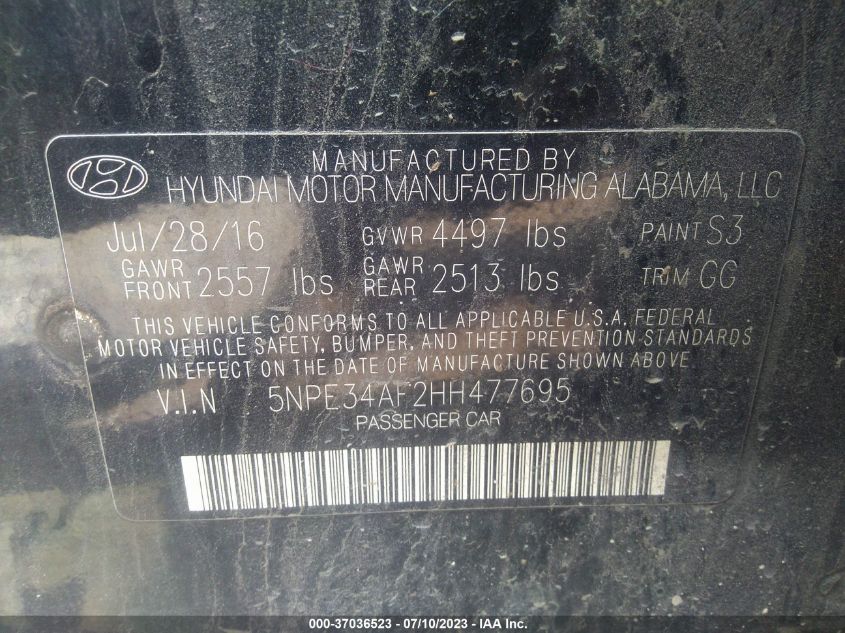 MANUFACTURED BY
HYUNDAI MOTOR MANUFACTURING ALABAMA, LLC
Jul/28/16 GVWR 4497 lbs PAINT S3
GAWR FRONT 2557 lbs GAWR REAR 2513 lbs TRIM GG
THIS VEHICLE CONFORMS TO ALL APPLICABLE U.S.A. FEDERAL
MOTOR VEHICLE SAFETY, BUMPER, AND THEFT PREVENTION STANDARDS
IN EFFECT ON THE DATE OF MANUFACTURE SHOWN ABOVE.
V.I.N 5NPE34AF2HH477695
PASSENGER CAR
000-37036523 - 07/10/2023 - IAA Inc.